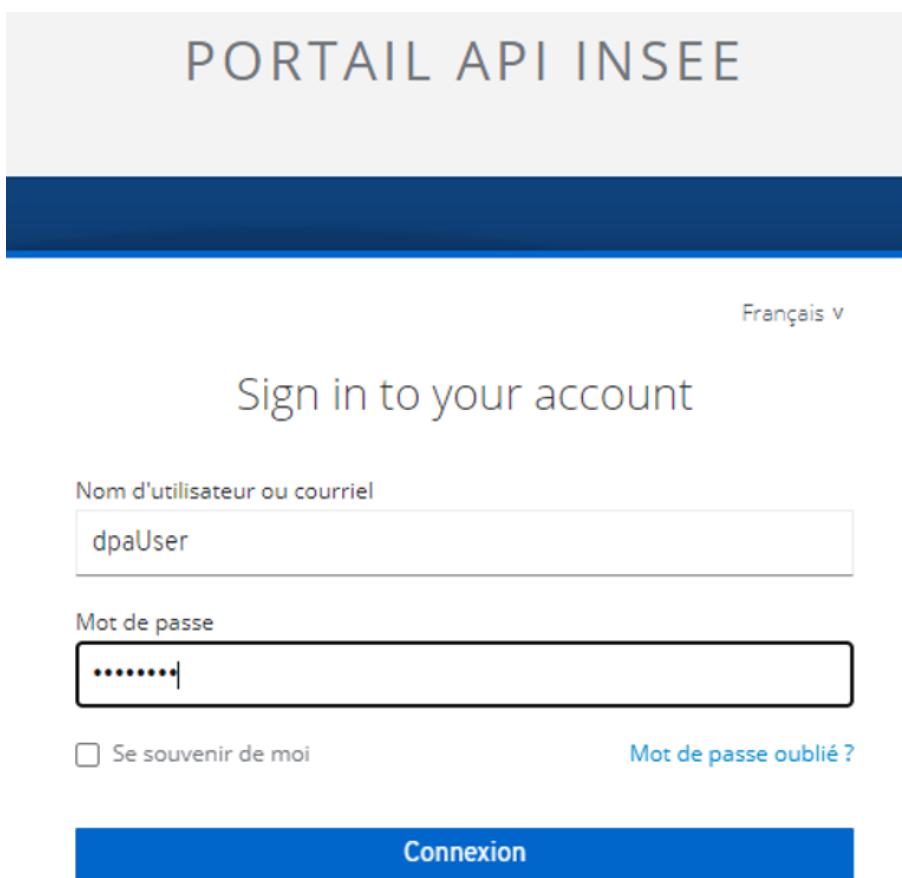 PORTAIL API INSEE
Français v
Sign in to your account
Nom d'utilisateur ou courriel
dpaUser
Mot de passe
••••••••
Se souvenir de moi
Mot de passe oublié ?
Connexion